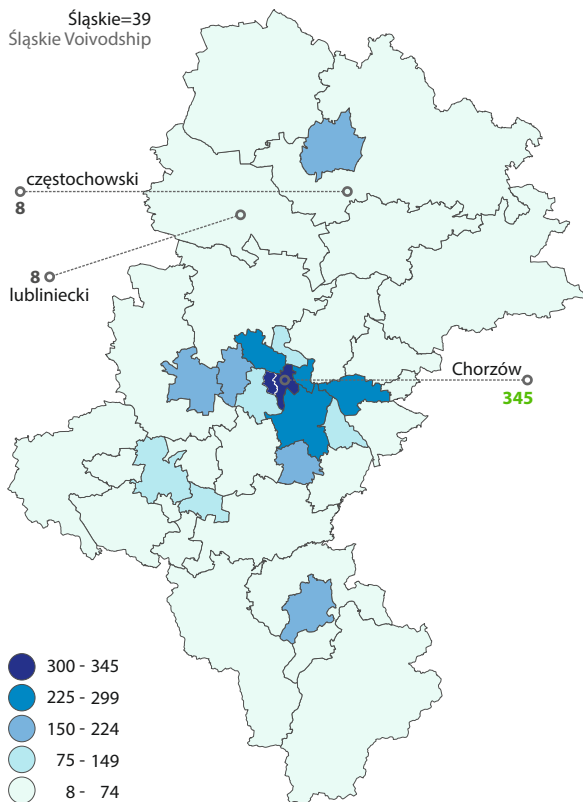 Śląskie=39
Śląskie Voivodship
częstochowski
8
8
lubliniecki
Chorzów
345
300 - 345
225 - 299
150 - 224
75 - 149
8 - 74